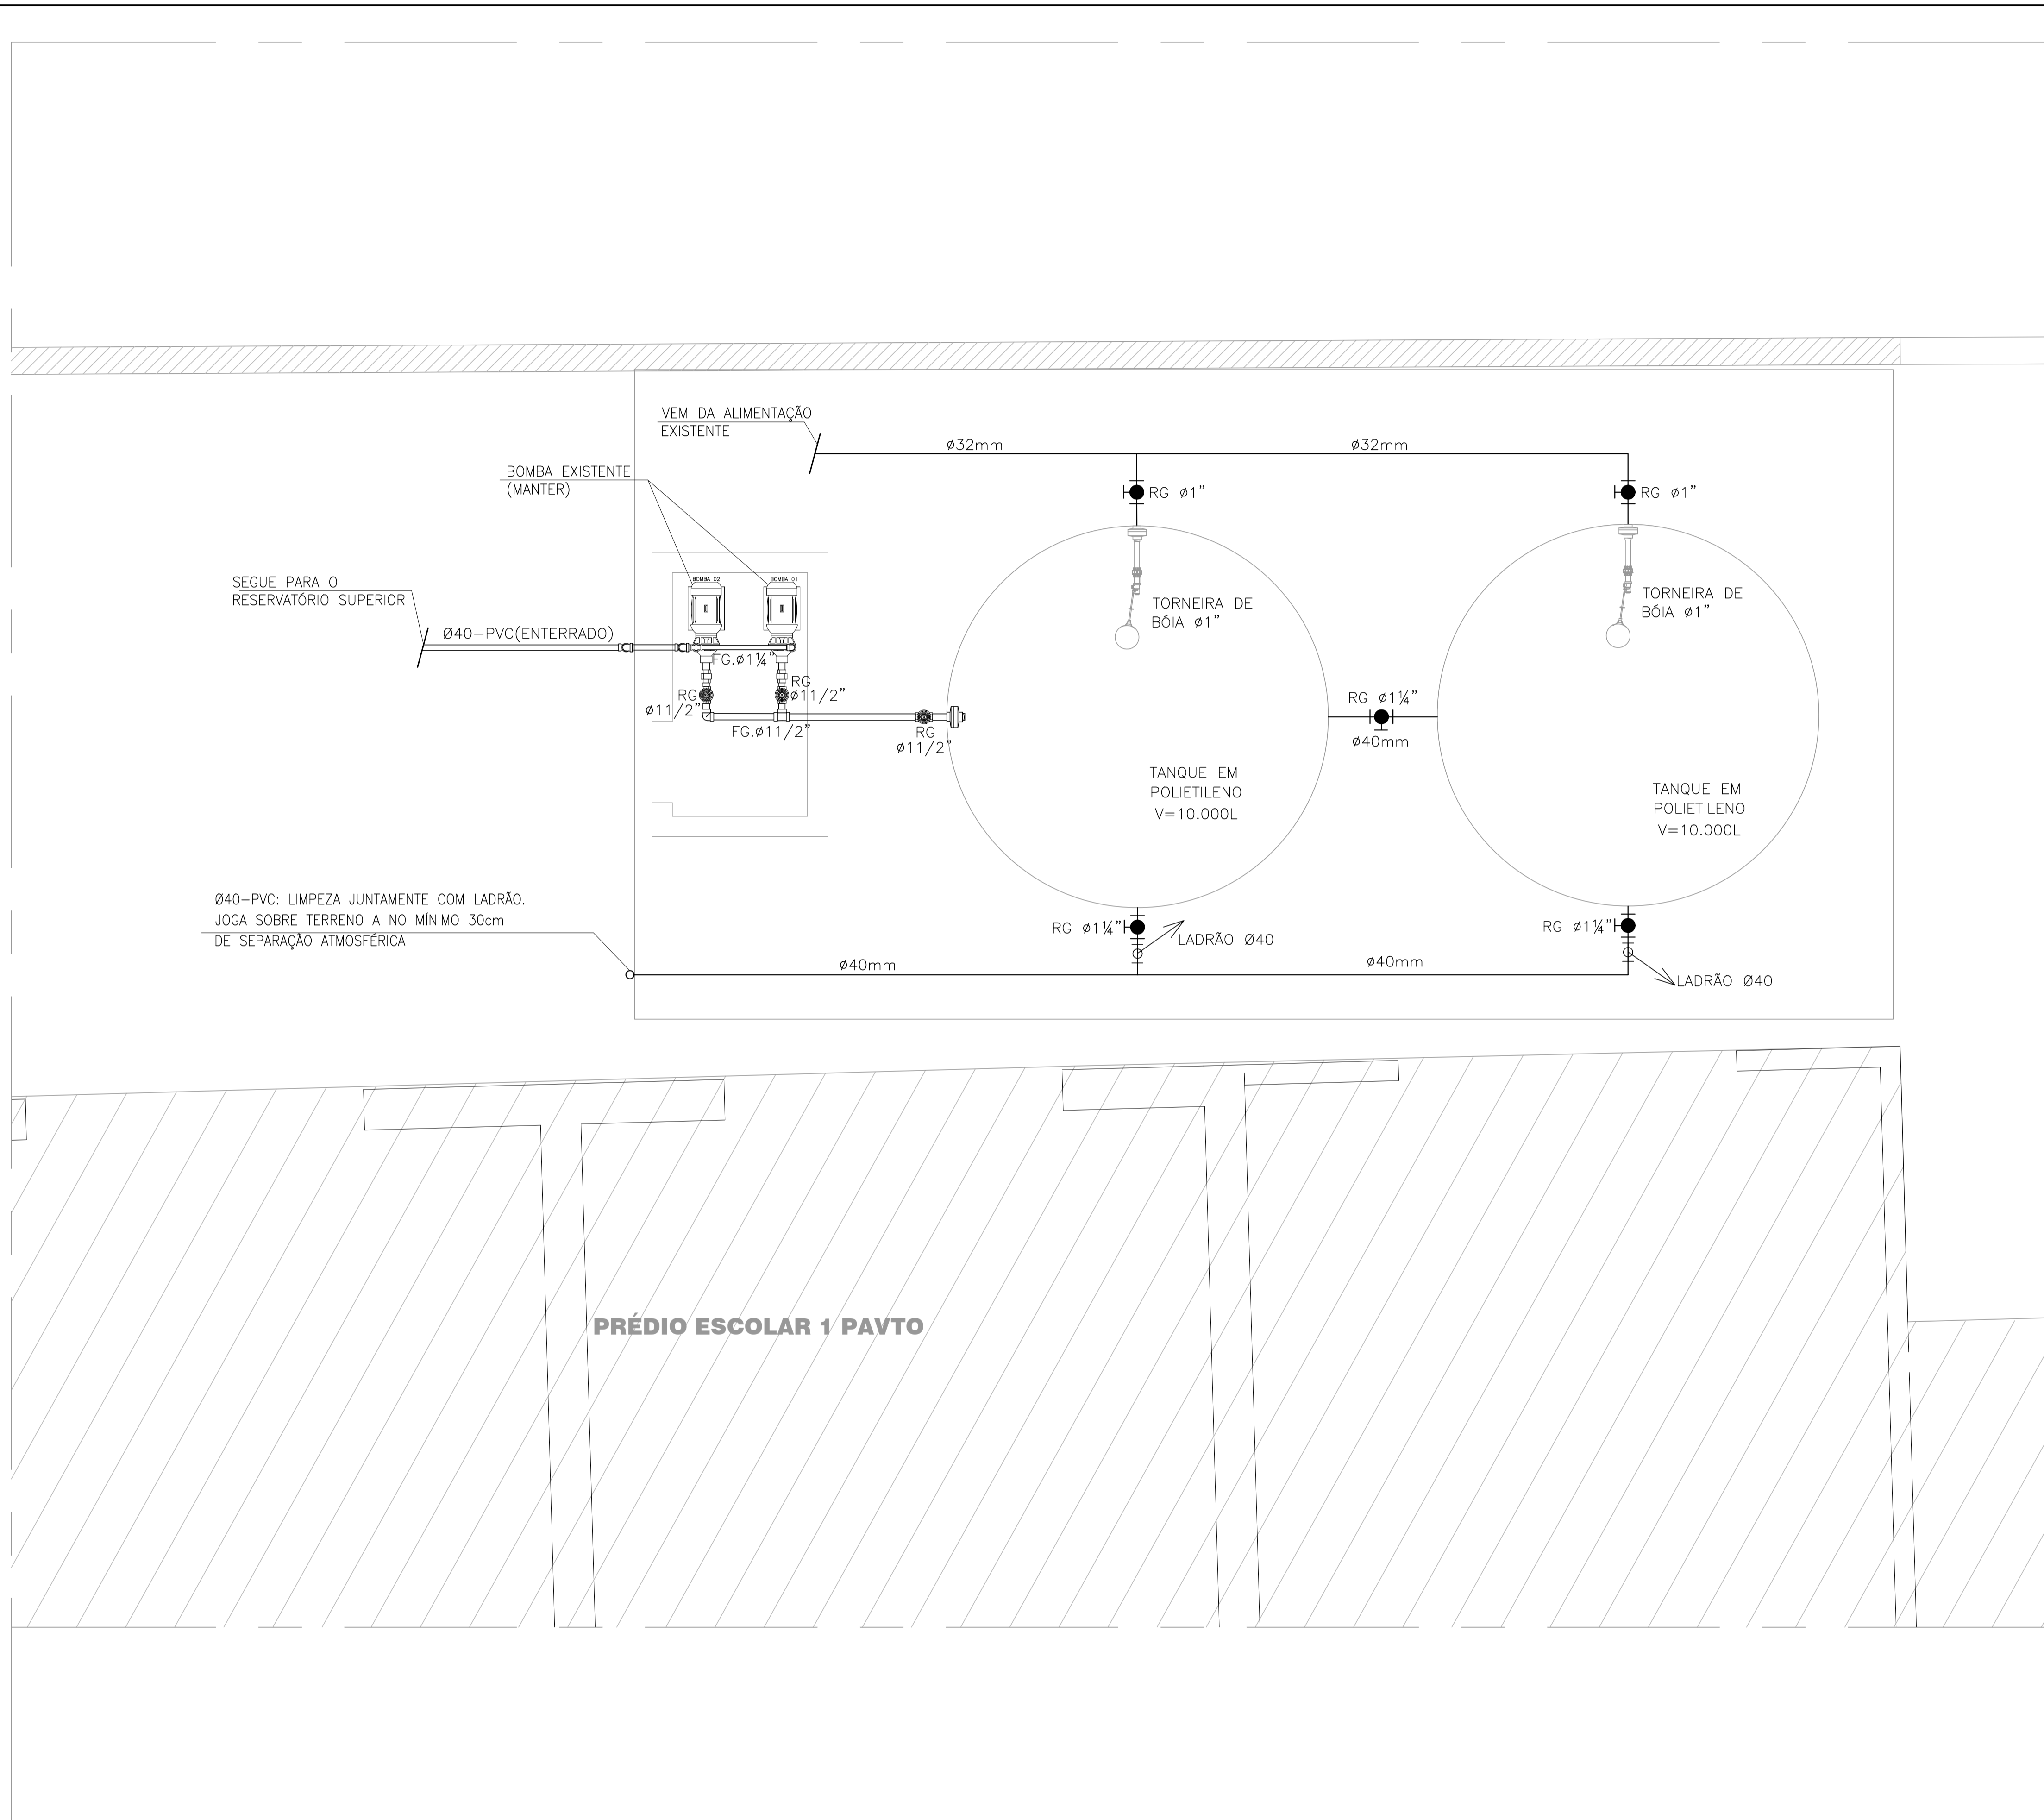 VEM DA ALIMENTAÇÃO
EXISTENTE
ø32mm
ø32mm
BOMBA EXISTENTE
(MANTER)
RG ø1"
RG ø1"
SEGUE PARA O
RESERVATÓRIO SUPERIOR
BOMBA 02
BOMBA 01
TORNEIRA DE
BÓIA ø1"
TORNEIRA DE
BÓIA ø1"
Ø40-PVC(ENTERRADO)
FG.ø1¼"
RG
ø11/2"
RG
ø11/2"
FG.ø11/2"
RG
ø11/2"
RG ø1¼"
ø40mm
TANQUE EM
POLIETILENO
V=10.000L
TANQUE EM
POLIETILENO
V=10.000L
Ø40-PVC: LIMPEZA JUNTAMENTE COM LADRÃO.
JOGA SOBRE TERRENO A NO MÍNIMO 30cm
DE SEPARAÇÃO ATMOSFÉRICA
RG ø1¼"
LADRÃO Ø40
RG ø1¼"
LADRÃO Ø40
ø40mm
ø40mm
PRÉDIO ESCOLAR 1 PAVTO